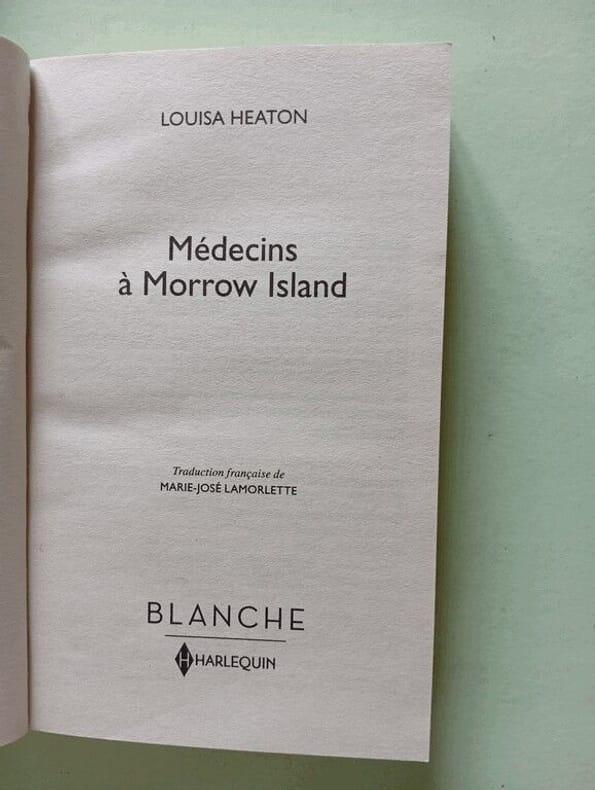 LOUISA HEATON
Médecins
à Morrow Island
Traduction française de
MARIE-JOSÉ LAMORLETTE
BLANCHE
H HARLEQUIN